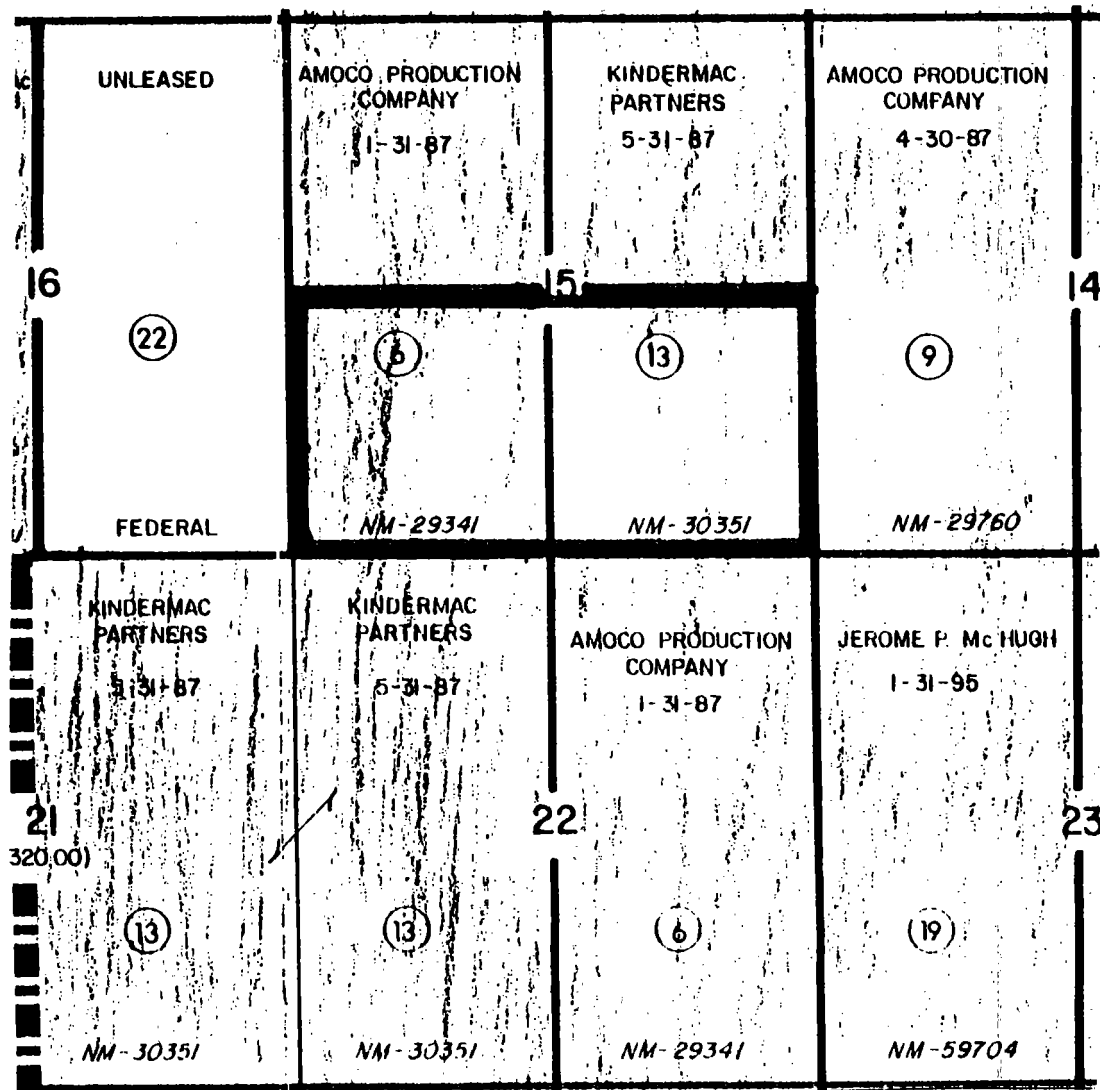 UNLEASED
AMOCO PRODUCTION
COMPANY
1-31-87
KINDERMAC
PARTNERS
5-31-87
AMOCO PRODUCTION
COMPANY
4-30-87
16
15
14
22
6
13
9
FEDERAL
NM-29341
NM-30351
NM-29760
KINDERMAC
PARTNERS
5-31-87
KINDERMAC
PARTNERS
5-31-87
AMOCO PRODUCTION
COMPANY
1-31-87
JEROME P. McHUGH
1-31-95
21
320.00)
22
23
13
13
6
19
NM-30351
NM-30351
NM-29341
NM-59704